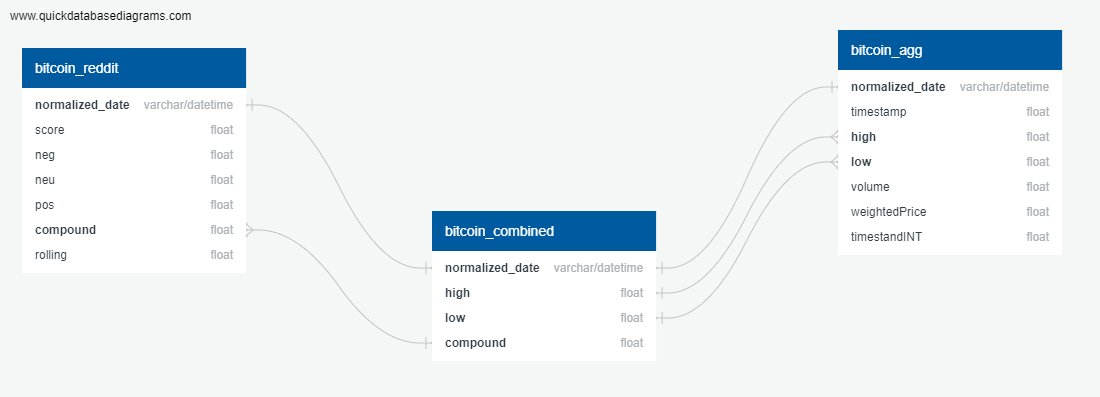 www.quickdatabasediagrams.com
bitcoin_reddit
normalized_date varchar/datetime
score float
neg float
neu float
pos float
compound float
rolling float
bitcoin_combined
normalized_date varchar/datetime
high float
low float
compound float
bitcoin_agg
normalized_date varchar/datetime
timestamp float
high float
low float
volume float
weightedPrice float
timestandINT float